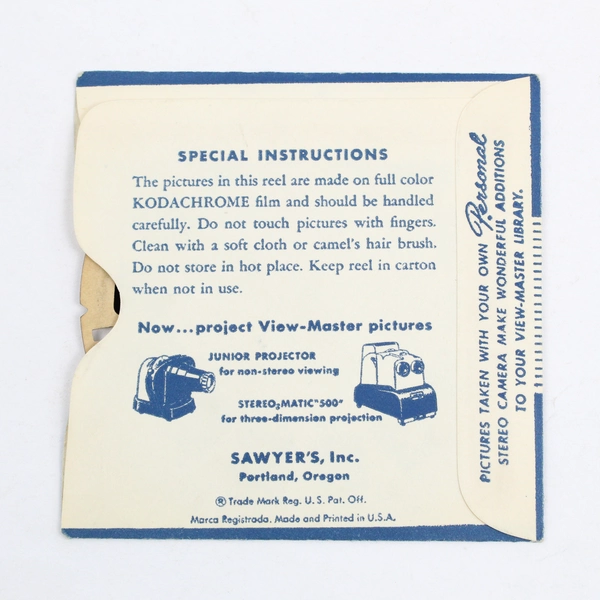 SPECIAL INSTRUCTIONS
The pictures in this reel are made on full color
KODACHROME film and should be handled
carefully. Do not touch pictures with fingers.
Clean with a soft cloth or camel's hair brush.
Do not store in hot place. Keep reel in carton
when not in use.
Now...project View-Master pictures
JUNIOR PROJECTOR
for non-stereo viewing
STEREO-MATIC "500"
for three-dimension projection
SAWYER'S, Inc.
Portland, Oregon
® Trade Mark Reg. U. S. Pat. Off.
Marca Registrada. Made and Printed in U.S.A.
PICTURES TAKEN WITH YOUR OWN Personal
STEREO CAMERA MAKE WONDERFUL ADDITIONS
TO YOUR VIEW-MASTER LIBRARY.